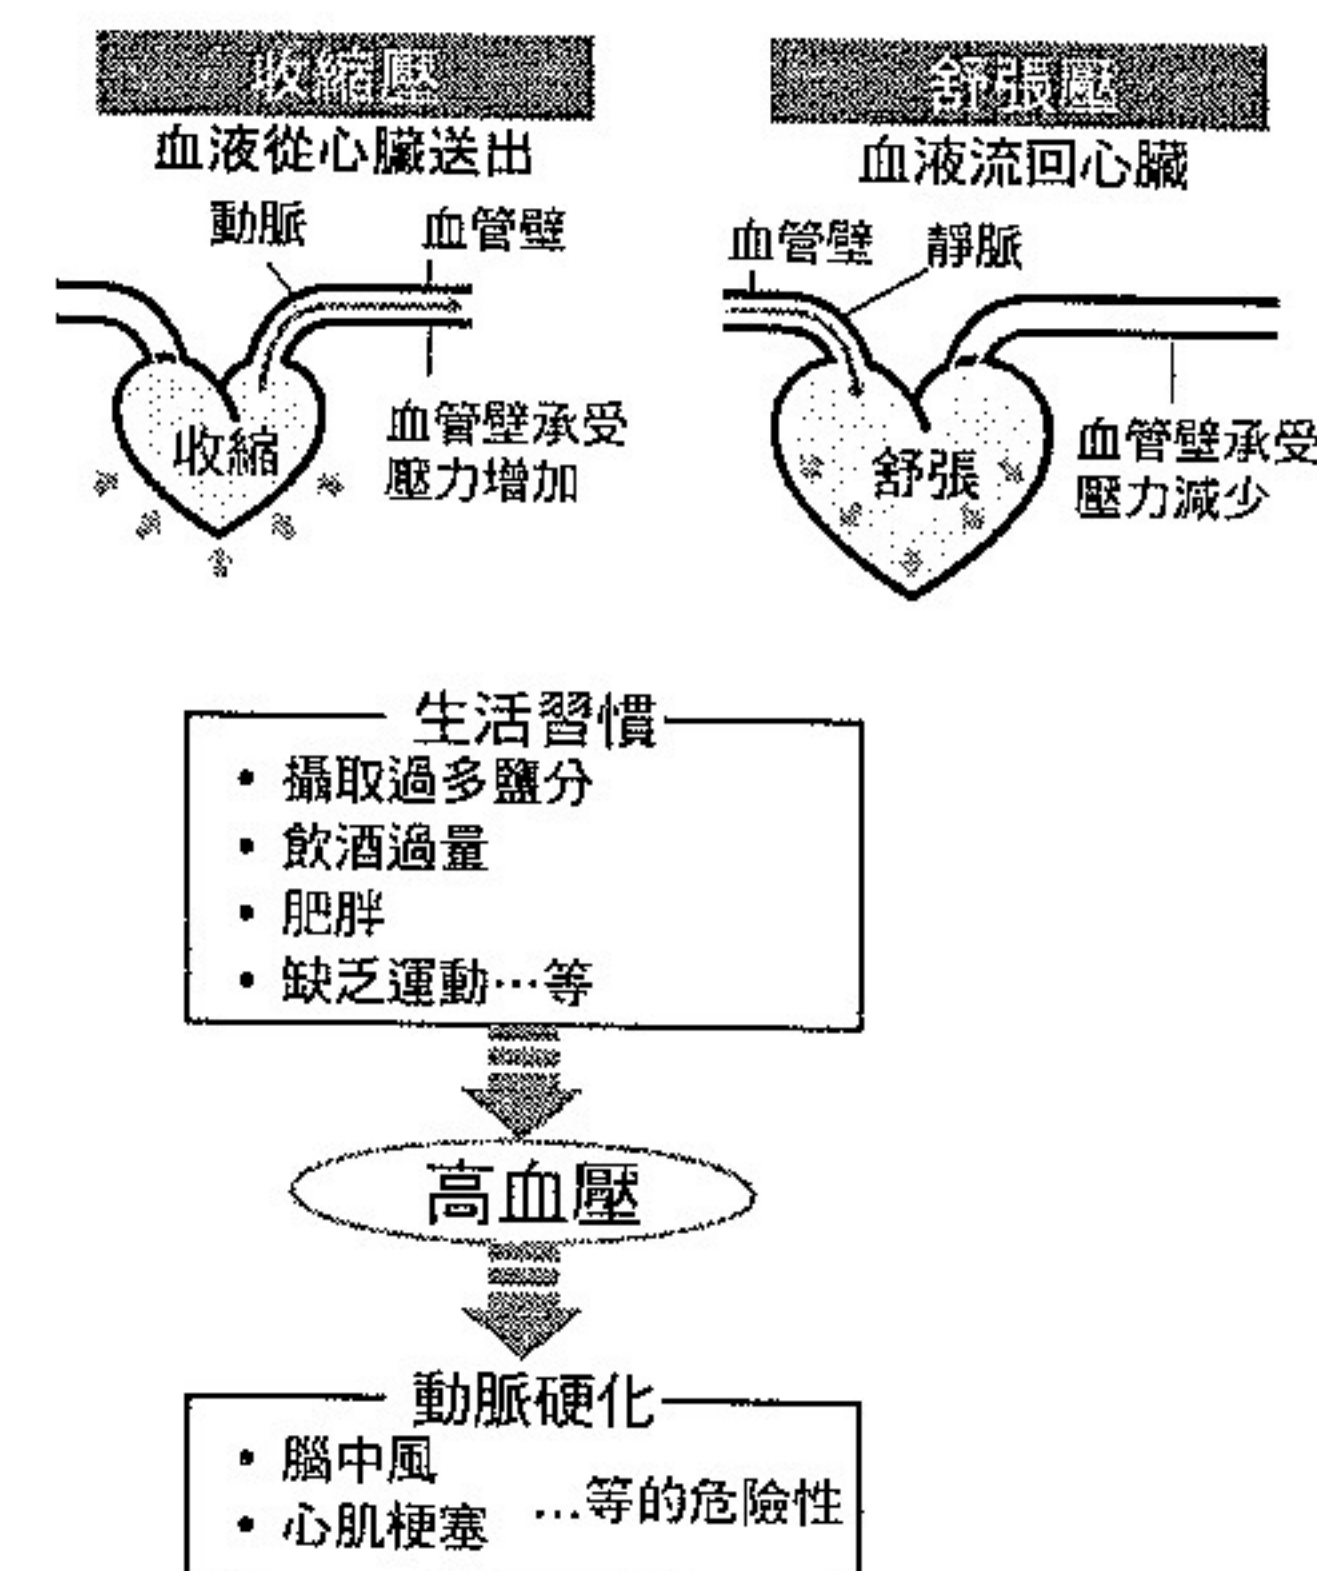 收縮壓
血液從心臟送出
動脈
血管壁
收縮
血管壁承受
壓力增加
舒張壓
血液流回心臟
血管壁
靜脈
舒張
血管壁承受
壓力減少
生活習慣
• 攝取過多鹽分
• 飲酒過量
• 肥胖
• 缺乏運動…等
高血壓
動脈硬化
• 腦中風
• 心肌梗塞
…等的危險性